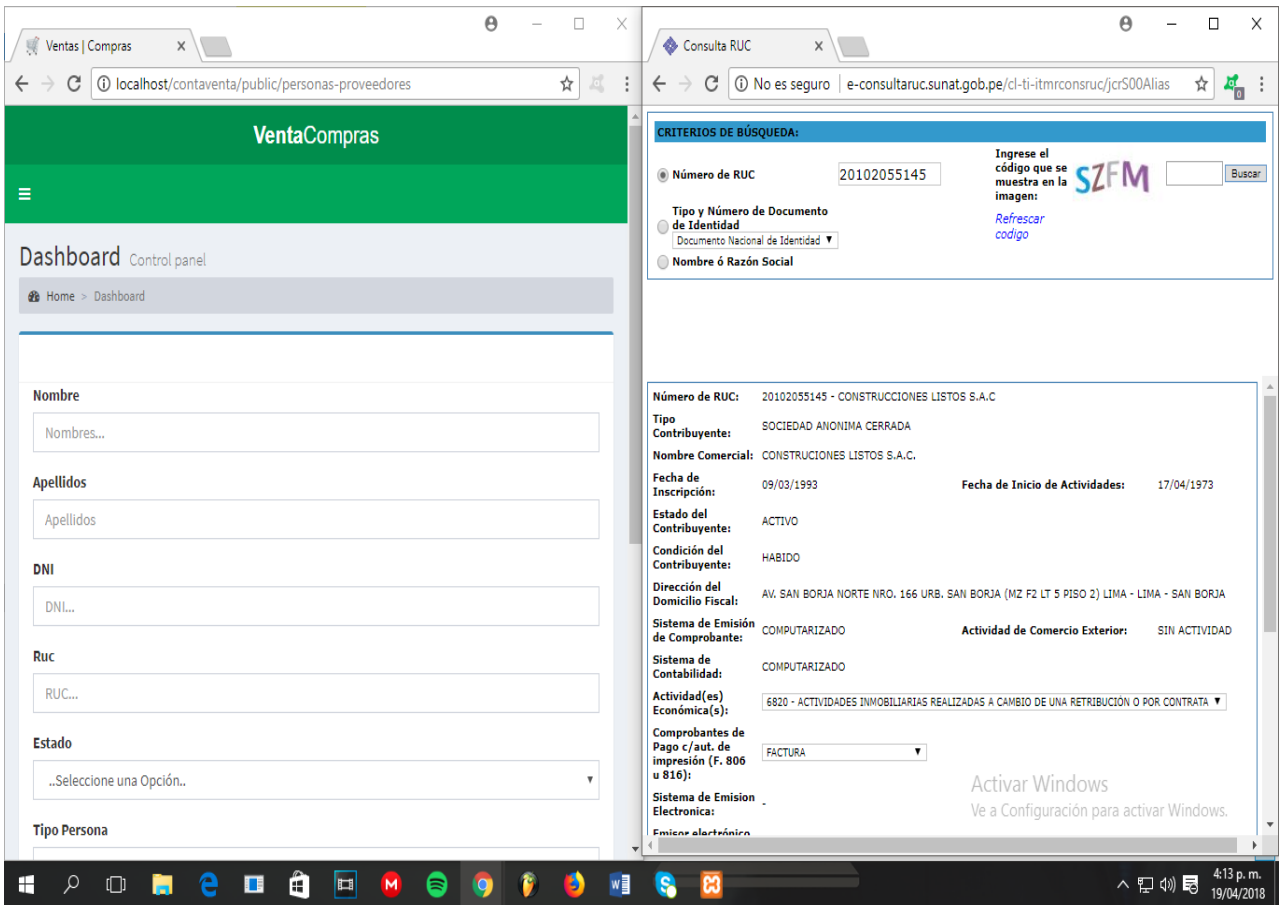 Ventas | Compras
localhost/contaventa/public/personas-proveedores
VentaCompras
Dashboard Control panel
Home > Dashboard
Nombre
Nombres...
Apellidos
Apellidos
DNI
DNI...
Ruc
RUC...
Estado
..Seleccione una Opción..
Tipo Persona
Consulta RUC
No es seguro | e-consultaruc.sunat.gob.pe/cl-ti-itmrconsruc/jcrS00Alias
0
CRITERIOS DE BÚSQUEDA:
Número de RUC 20102055145
Ingrese el
código que se
muestra en la
imagen:
SZFM
Buscar
Refrescar
codigo
Tipo y Número de Documento
de Identidad
Documento Nacional de Identidad
Nombre ó Razón Social
Número de RUC: 20102055145 - CONSTRUCCIONES LISTOS S.A.C
Tipo
Contribuyente: SOCIEDAD ANONIMA CERRADA
Nombre Comercial: CONSTRUCIONES LISTOS S.A.C.
Fecha de
Inscripción: 09/03/1993 Fecha de Inicio de Actividades: 17/04/1973
Estado del
Contribuyente: ACTIVO
Condición del
Contribuyente: HABIDO
Dirección del
Domicilio Fiscal: AV. SAN BORJA NORTE NRO. 166 URB. SAN BORJA (MZ F2 LT 5 PISO 2) LIMA - LIMA - SAN BORJA
Sistema de Emisión
de Comprobante: COMPUTARIZADO Actividad de Comercio Exterior: SIN ACTIVIDAD
Sistema de
Contabilidad: COMPUTARIZADO
Actividad(es)
Económica(s): 6820 - ACTIVIDADES INMOBILIARIAS REALIZADAS A CAMBIO DE UNA RETRIBUCIÓN O POR CONTRATA
Comprobantes de
Pago c/aut. de
impresión (F. 806
u 816): FACTURA
Sistema de Emision
Electronica: -
Emisor electrónico
Activar Windows
Ve a Configuración para activar Windows.
4:13 p. m.
19/04/2018